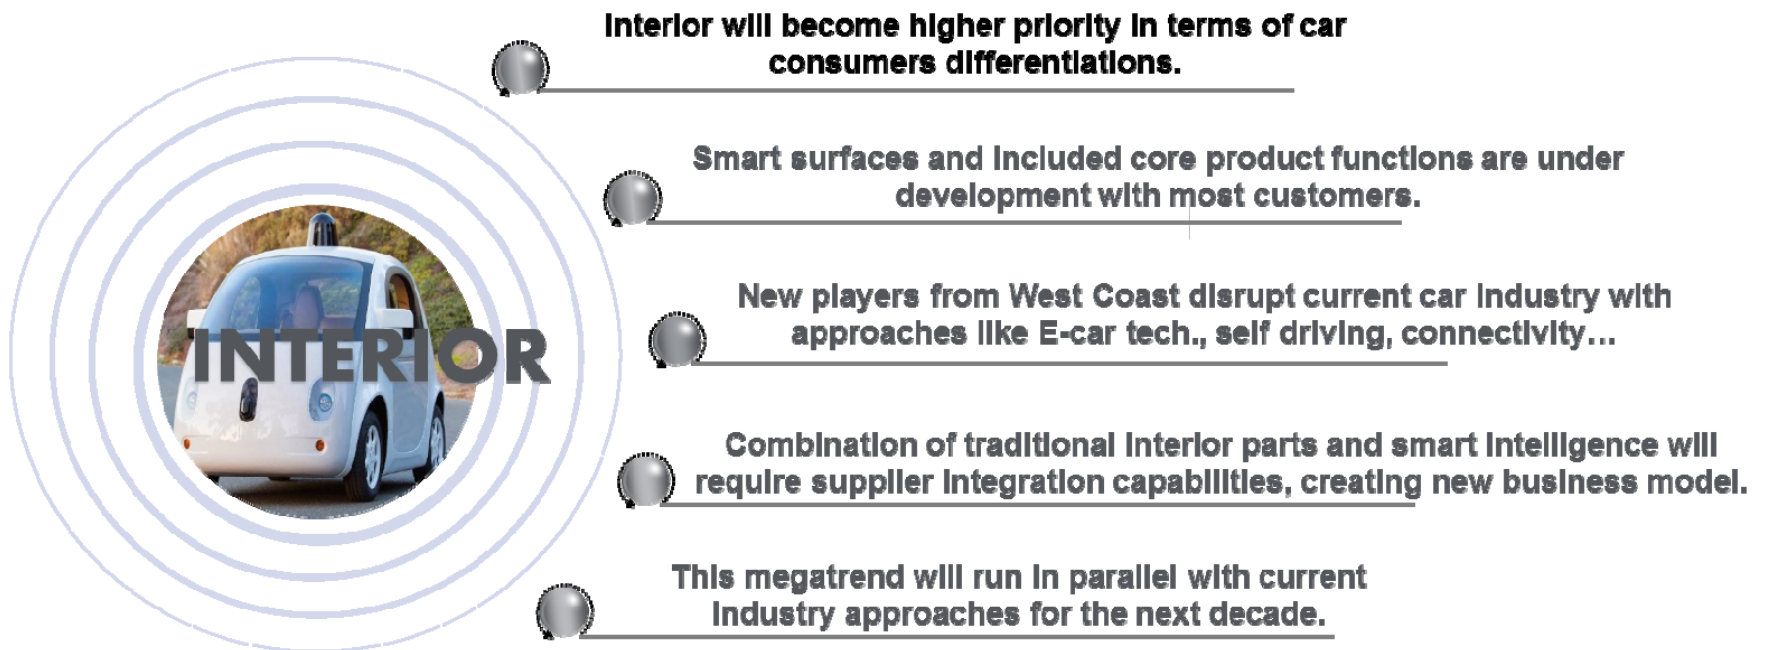 Interior will become higher priority in terms of car
consumers differentiations.
Smart surfaces and included core product functions are under
development with most customers.
New players from West Coast disrupt current car industry with
approaches like E-car tech., self driving, connectivity...
INTERIOR
Combination of traditional interior parts and smart intelligence will
require supplier integration capabilities, creating new business model.
This megatrend will run in parallel with current
industry approaches for the next decade.